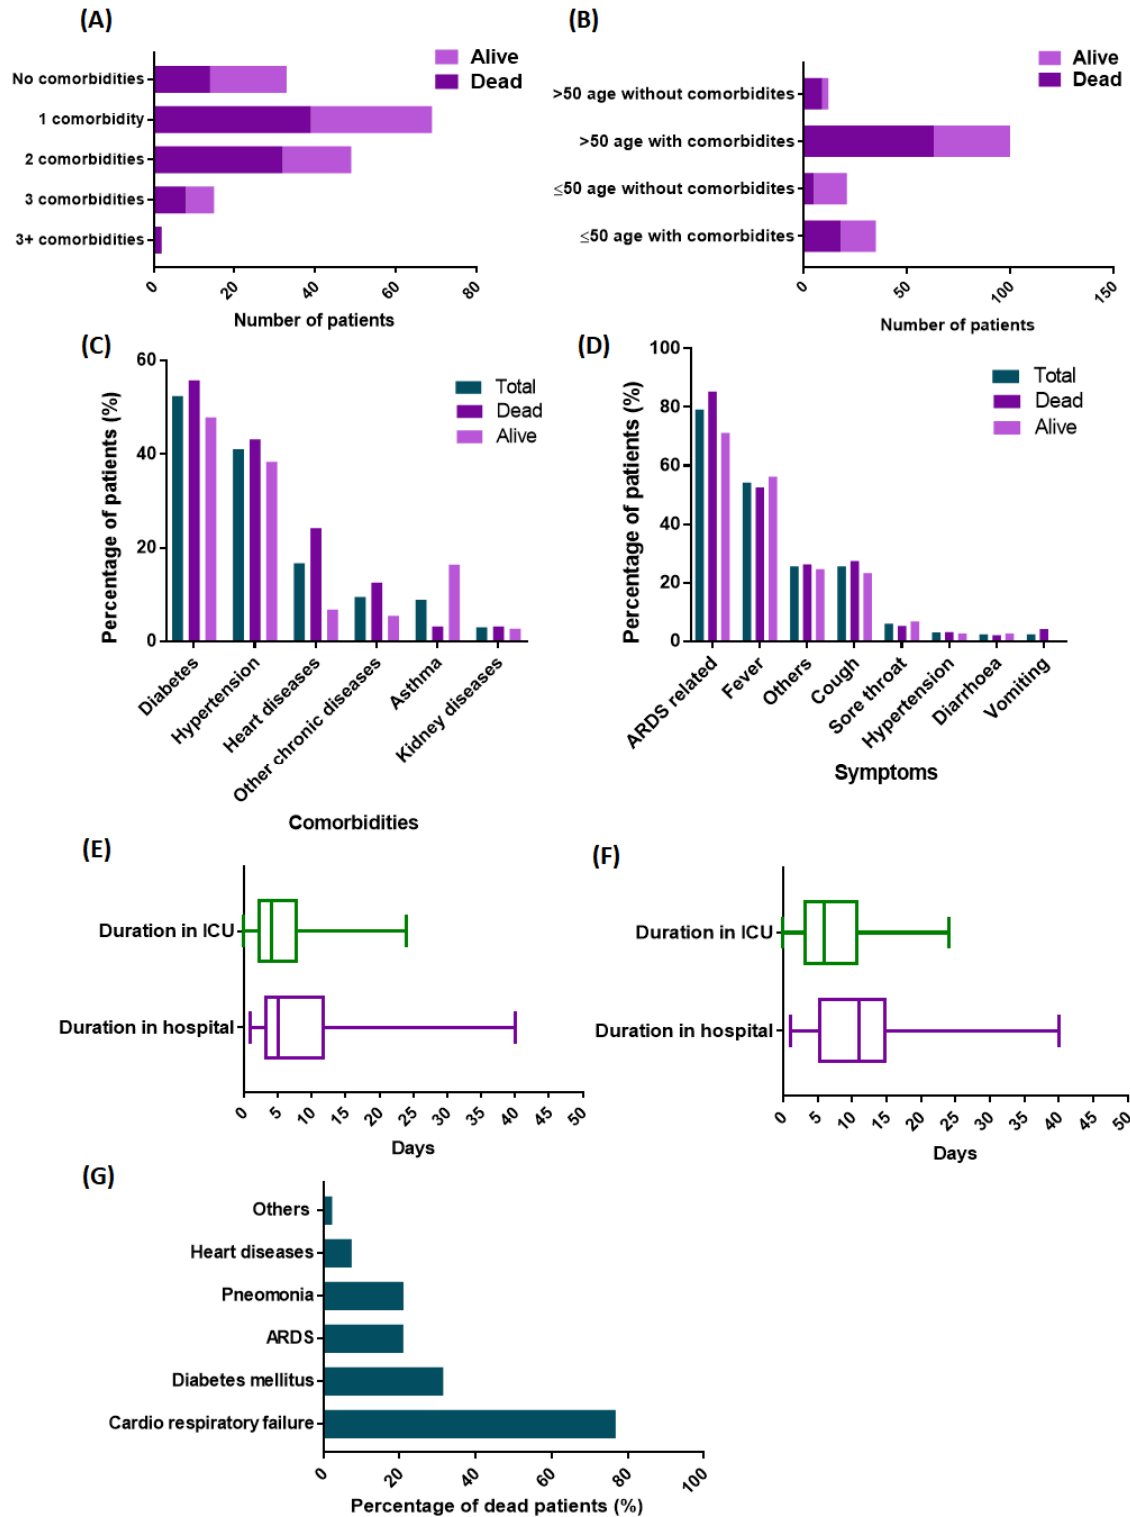 (A)
Alive
Dead
No comorbidities
1 comorbidity
2 comorbidities
3 comorbidities
3+ comorbidities
0 20 40 60 80
Number of patients
(B)
Alive
Dead
>50 age without comorbidites
>50 age with comorbidites
≤50 age without comorbidites
≤50 age with comorbidites
0 50 100 150
Number of patients
(C)
Percentage of patients (%)
60
40
20
0
Total
Dead
Alive
Diabetes
Hypertension
Heart diseases
Other chronic diseases
Asthma
Kidney diseases
Comorbidities
(D)
Percentage of patients (%)
100
80
60
40
20
0
Total
Dead
Alive
ARDS related
Fever
Others
Cough
Sore throat
Hypertension
Diarrhoea
Vomiting
Symptoms
(E)
Duration in ICU
Duration in hospital
0 5 10 15 20 25 30 35 40 45 50
Days
(F)
Duration in ICU
Duration in hospital
0 5 10 15 20 25 30 35 40 45 50
Days
(G)
Others
Heart diseases
Pneomonia
ARDS
Diabetes mellitus
Cardio respiratory failure
0 20 40 60 80 100
Percentage of dead patients (%)